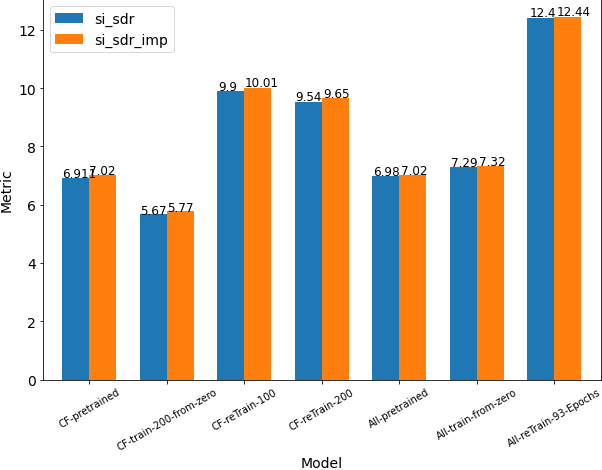 si_sdr
si_sdr_imp
Metric
12
10
8
6
4
2
0
6.911 7.02
5.67 5.77
9.9 10.01
9.54 9.65
6.98 7.02
7.29 7.32
12.4 12.44
CF-pretrained
CF-train-200-from-zero
CF-reTrain-100
CF-reTrain-200
All-pretrained
All-train-from-zero
All-reTrain-93-Epochs
Model